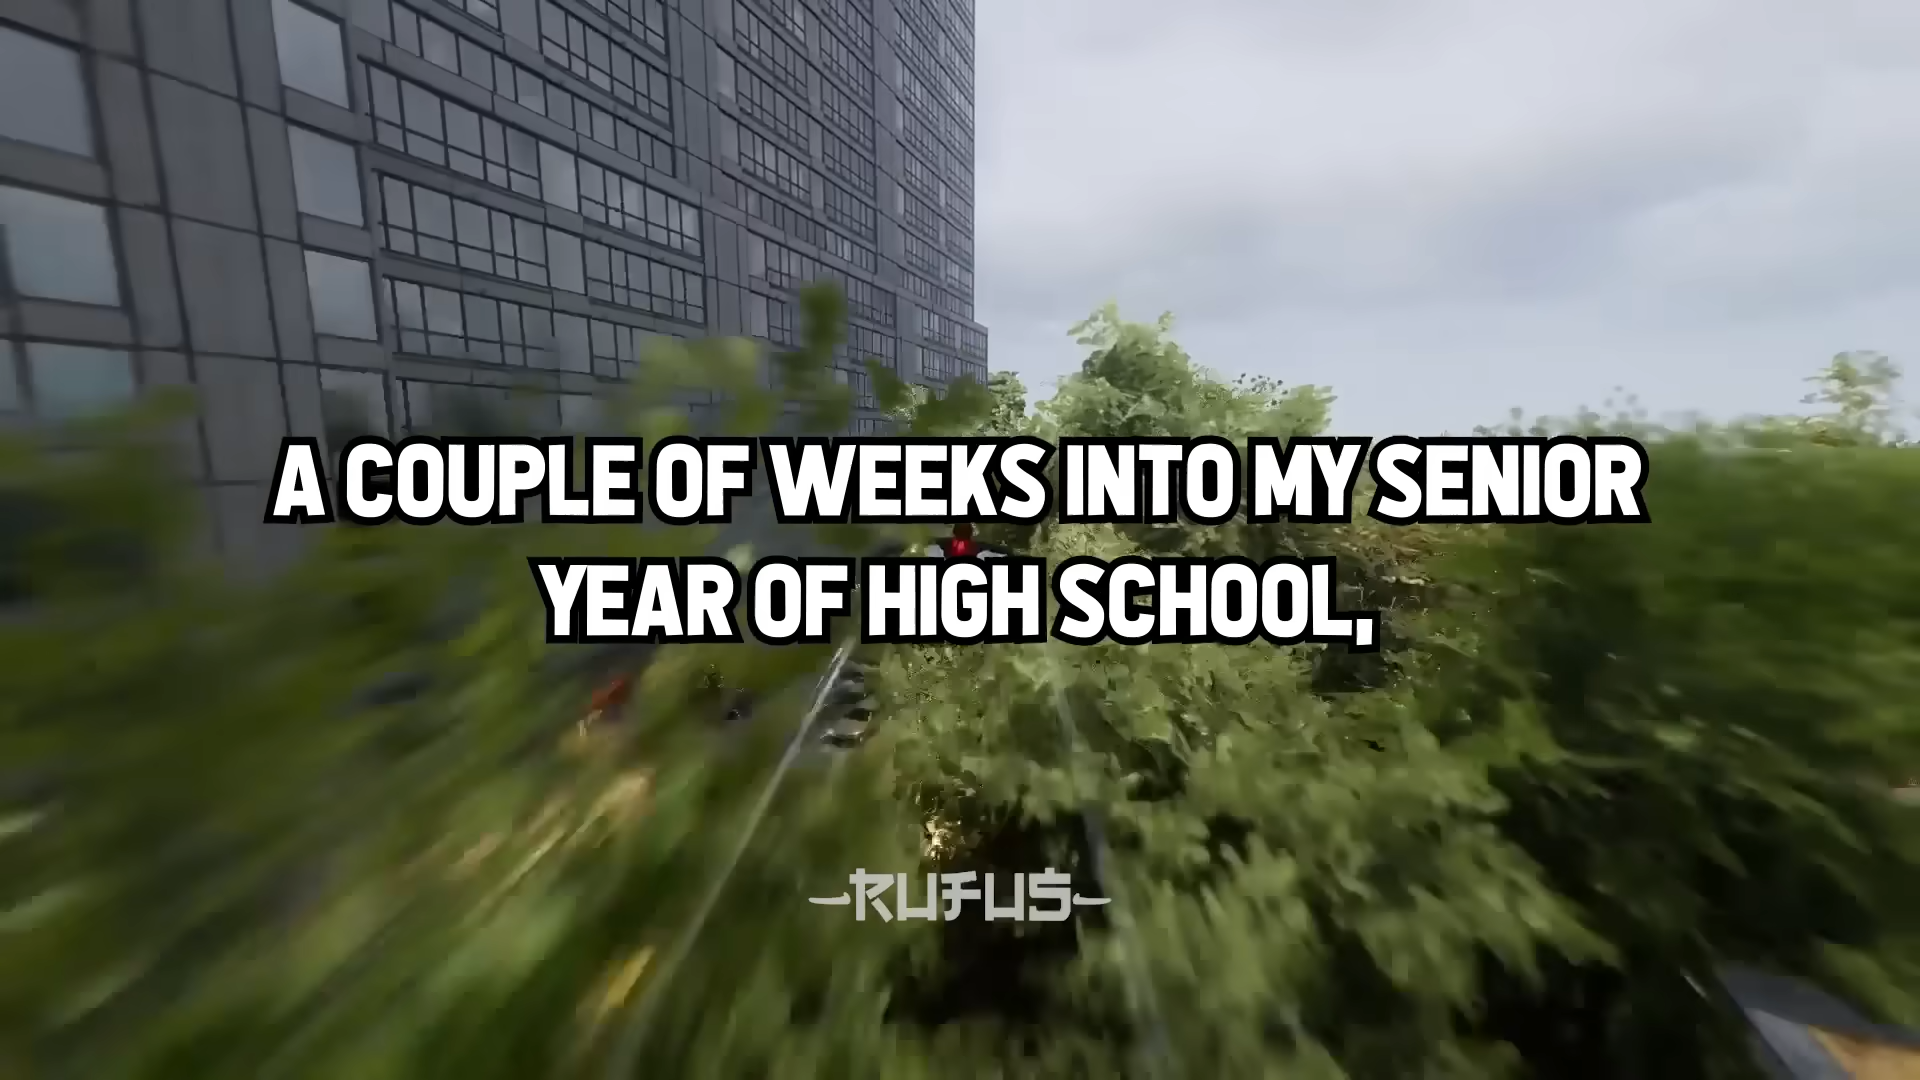 A COUPLE OF WEEKS INTO MY SENIOR
YEAR OF HIGH SCHOOL,
-RUFUS-